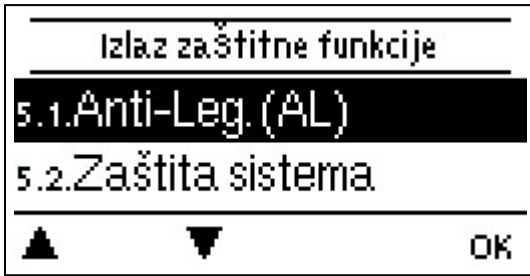 Izlaz zaštitne funkcije
5.1.Anti-Leg. (AL)
5.2.Zaštita sistema
▲ ▼ OK